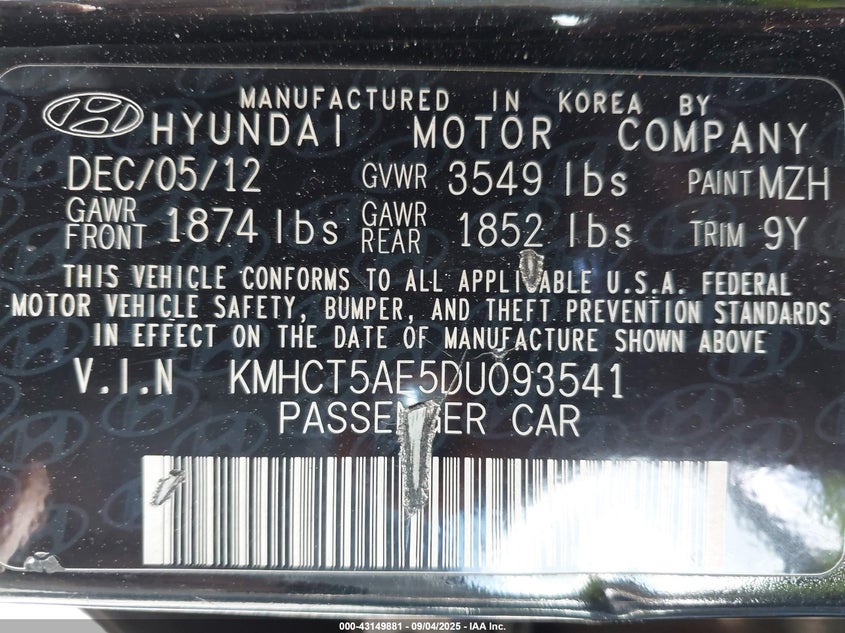 MANUFACTURED IN KOREA BY
HYUNDAI MOTOR COMPANY
DEC/05/12 GVWR 3549 lbs PAINT MZH
GAWR FRONT 1874 lbs GAWR REAR 1852 lbs TRIM 9Y
THIS VEHICLE CONFORMS TO ALL APPLICABLE U.S.A. FEDERAL
MOTOR VEHICLE SAFETY, BUMPER, AND THEFT PREVENTION STANDARDS
IN EFFECT ON THE DATE OF MANUFACTURE SHOWN ABOVE
V.I.N KMHCT5AE5DU093541
PASSENGER CAR
000-43149881 - 09/04/2025 - IAA Inc.